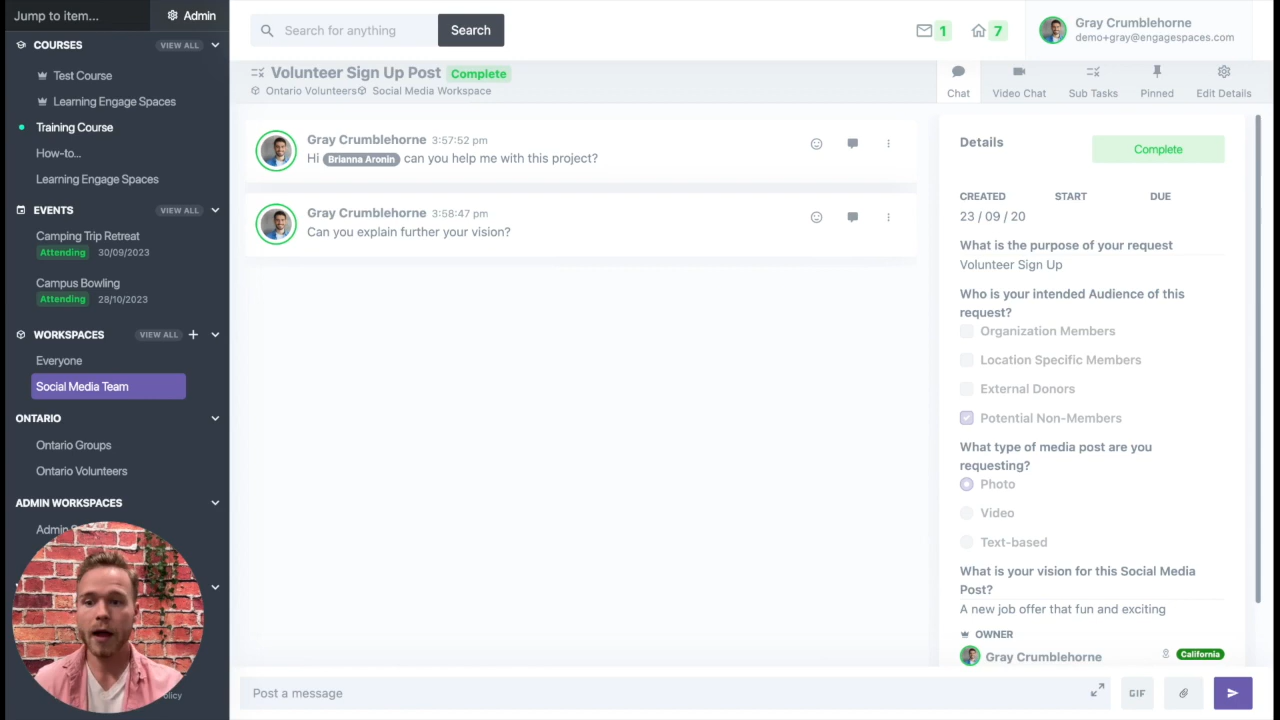 Jump to item...
Admin
COURSES
VIEW ALL
Test Course
Learning Engage Spaces
Training Course
How-to...
Learning Engage Spaces
EVENTS
VIEW ALL
Camping Trip Retreat
Attending 30/09/2023
Campus Bowling
Attending 28/10/2023
WORKSPACES
VIEW ALL
Everyone
Social Media Team
ONTARIO
Ontario Groups
Ontario Volunteers
ADMIN WORKSPACES
Search for anything
Search
1
7
Gray Crumblehorne
demo+gray@engagespaces.com
Volunteer Sign Up Post Complete
Ontario Volunteers Social Media Workspace
Chat
Video Chat
Sub Tasks
Pinned
Edit Details
Gray Crumblehorne 3:57:52 pm
Hi Brianna Aronin can you help me with this project?
Gray Crumblehorne 3:58:47 pm
Can you explain further your vision?
Details
Complete
CREATED START DUE
23 / 09 / 20
What is the purpose of your request
Volunteer Sign Up
Who is your intended Audience of this
request?
Organization Members
Location Specific Members
External Donors
Potential Non-Members
What type of media post are you
requesting?
Photo
Video
Text-based
What is your vision for this Social Media
Post?
A new job offer that fun and exciting
OWNER
Gray Crumblehorne
California
Post a message
GIF